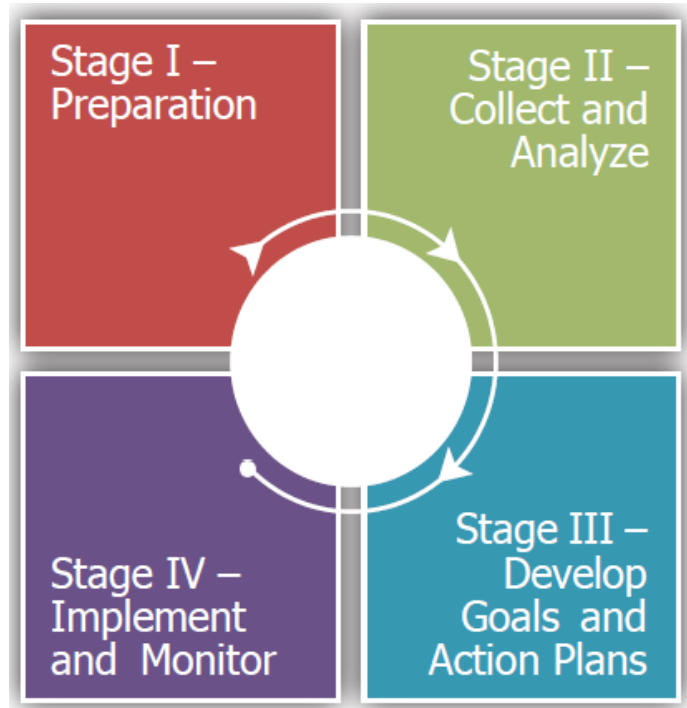 Stage I –
Preparation
Stage II –
Collect and
Analyze
Stage III –
Develop
Goals and
Action Plans
Stage IV –
Implement
and Monitor